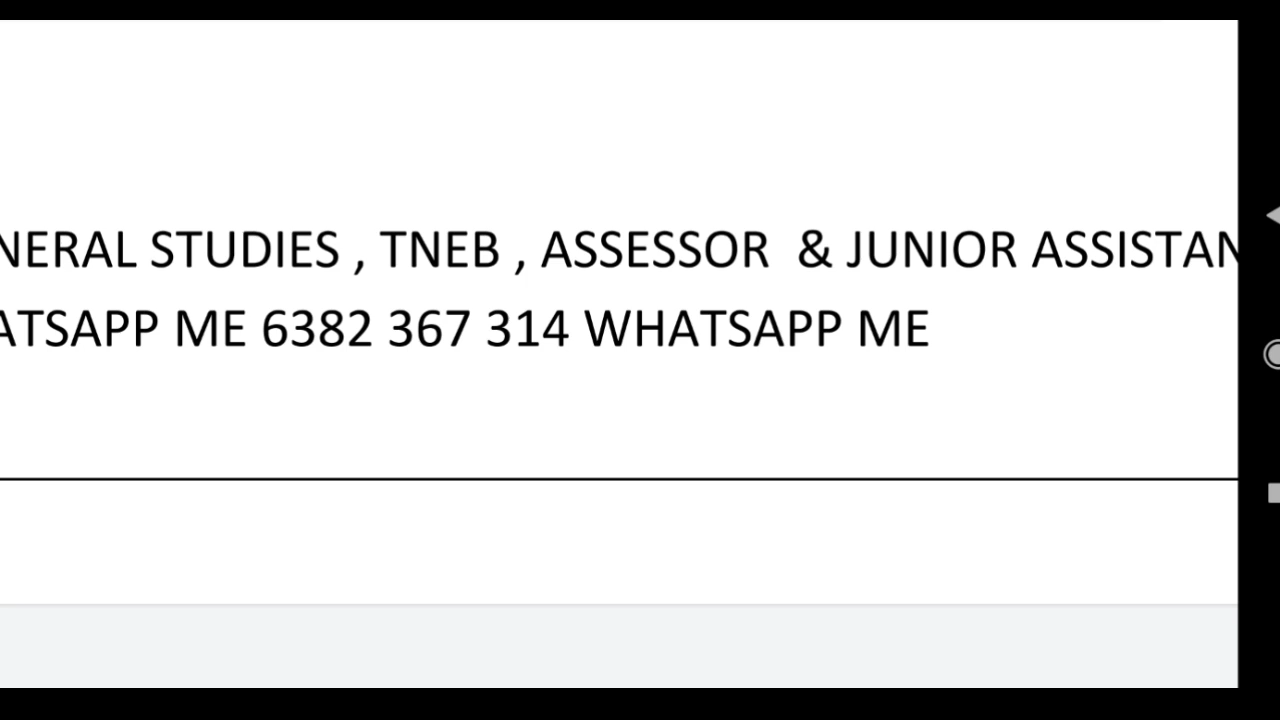 NERAL STUDIES , TNEB , ASSESSOR & JUNIOR ASSISTAN
ATSAPP ME 6382 367 314 WHATSAPP ME